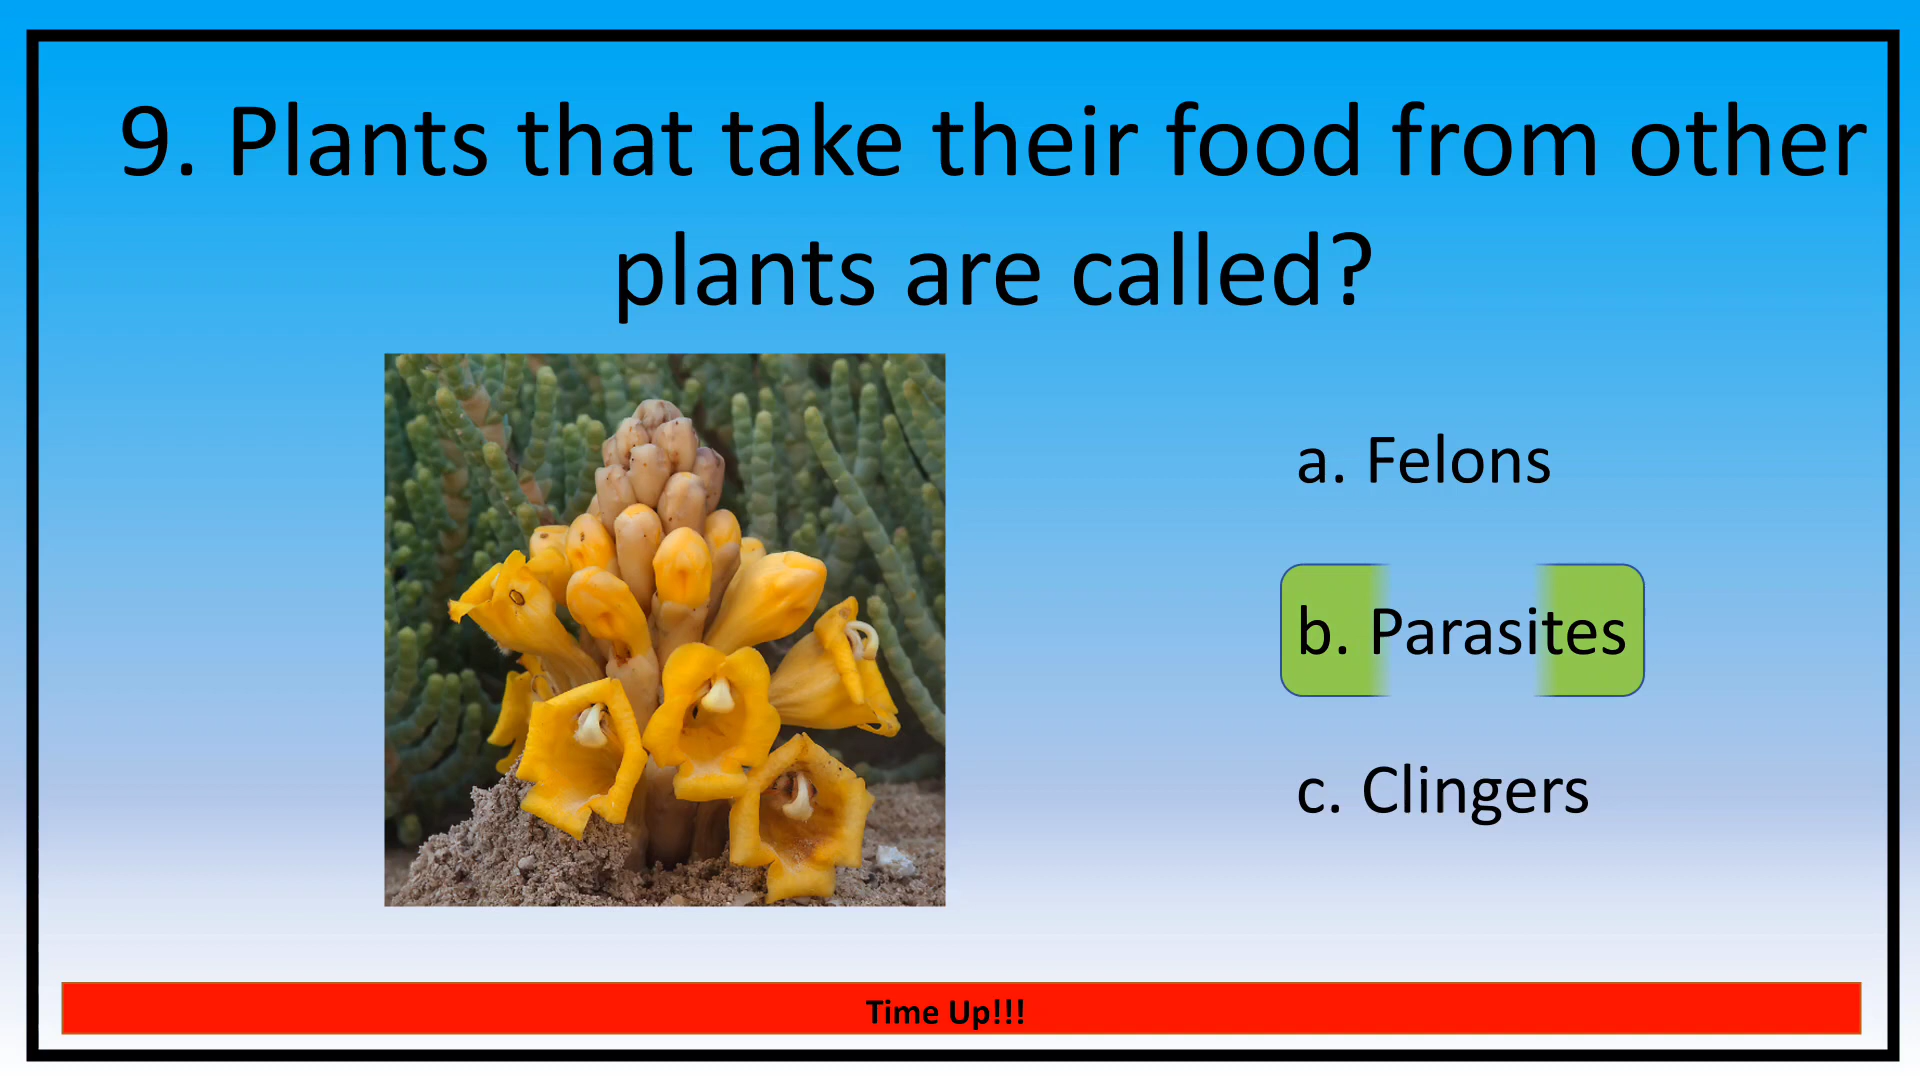 9. Plants that take their food from other
plants are called?
a. Felons
b. Parasites
c. Clingers
Time Up!!!